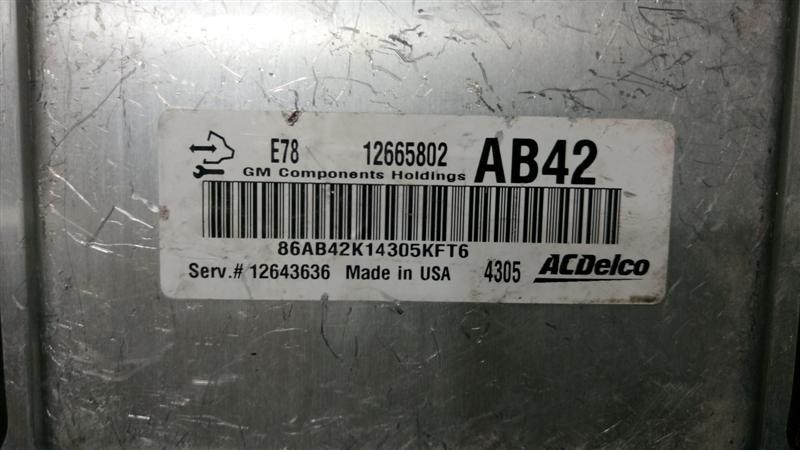 E78 12665802 AB42
GM Components Holdings
86AB42K14305KFT6
Serv.# 12643636 Made in USA 4305 ACDelco